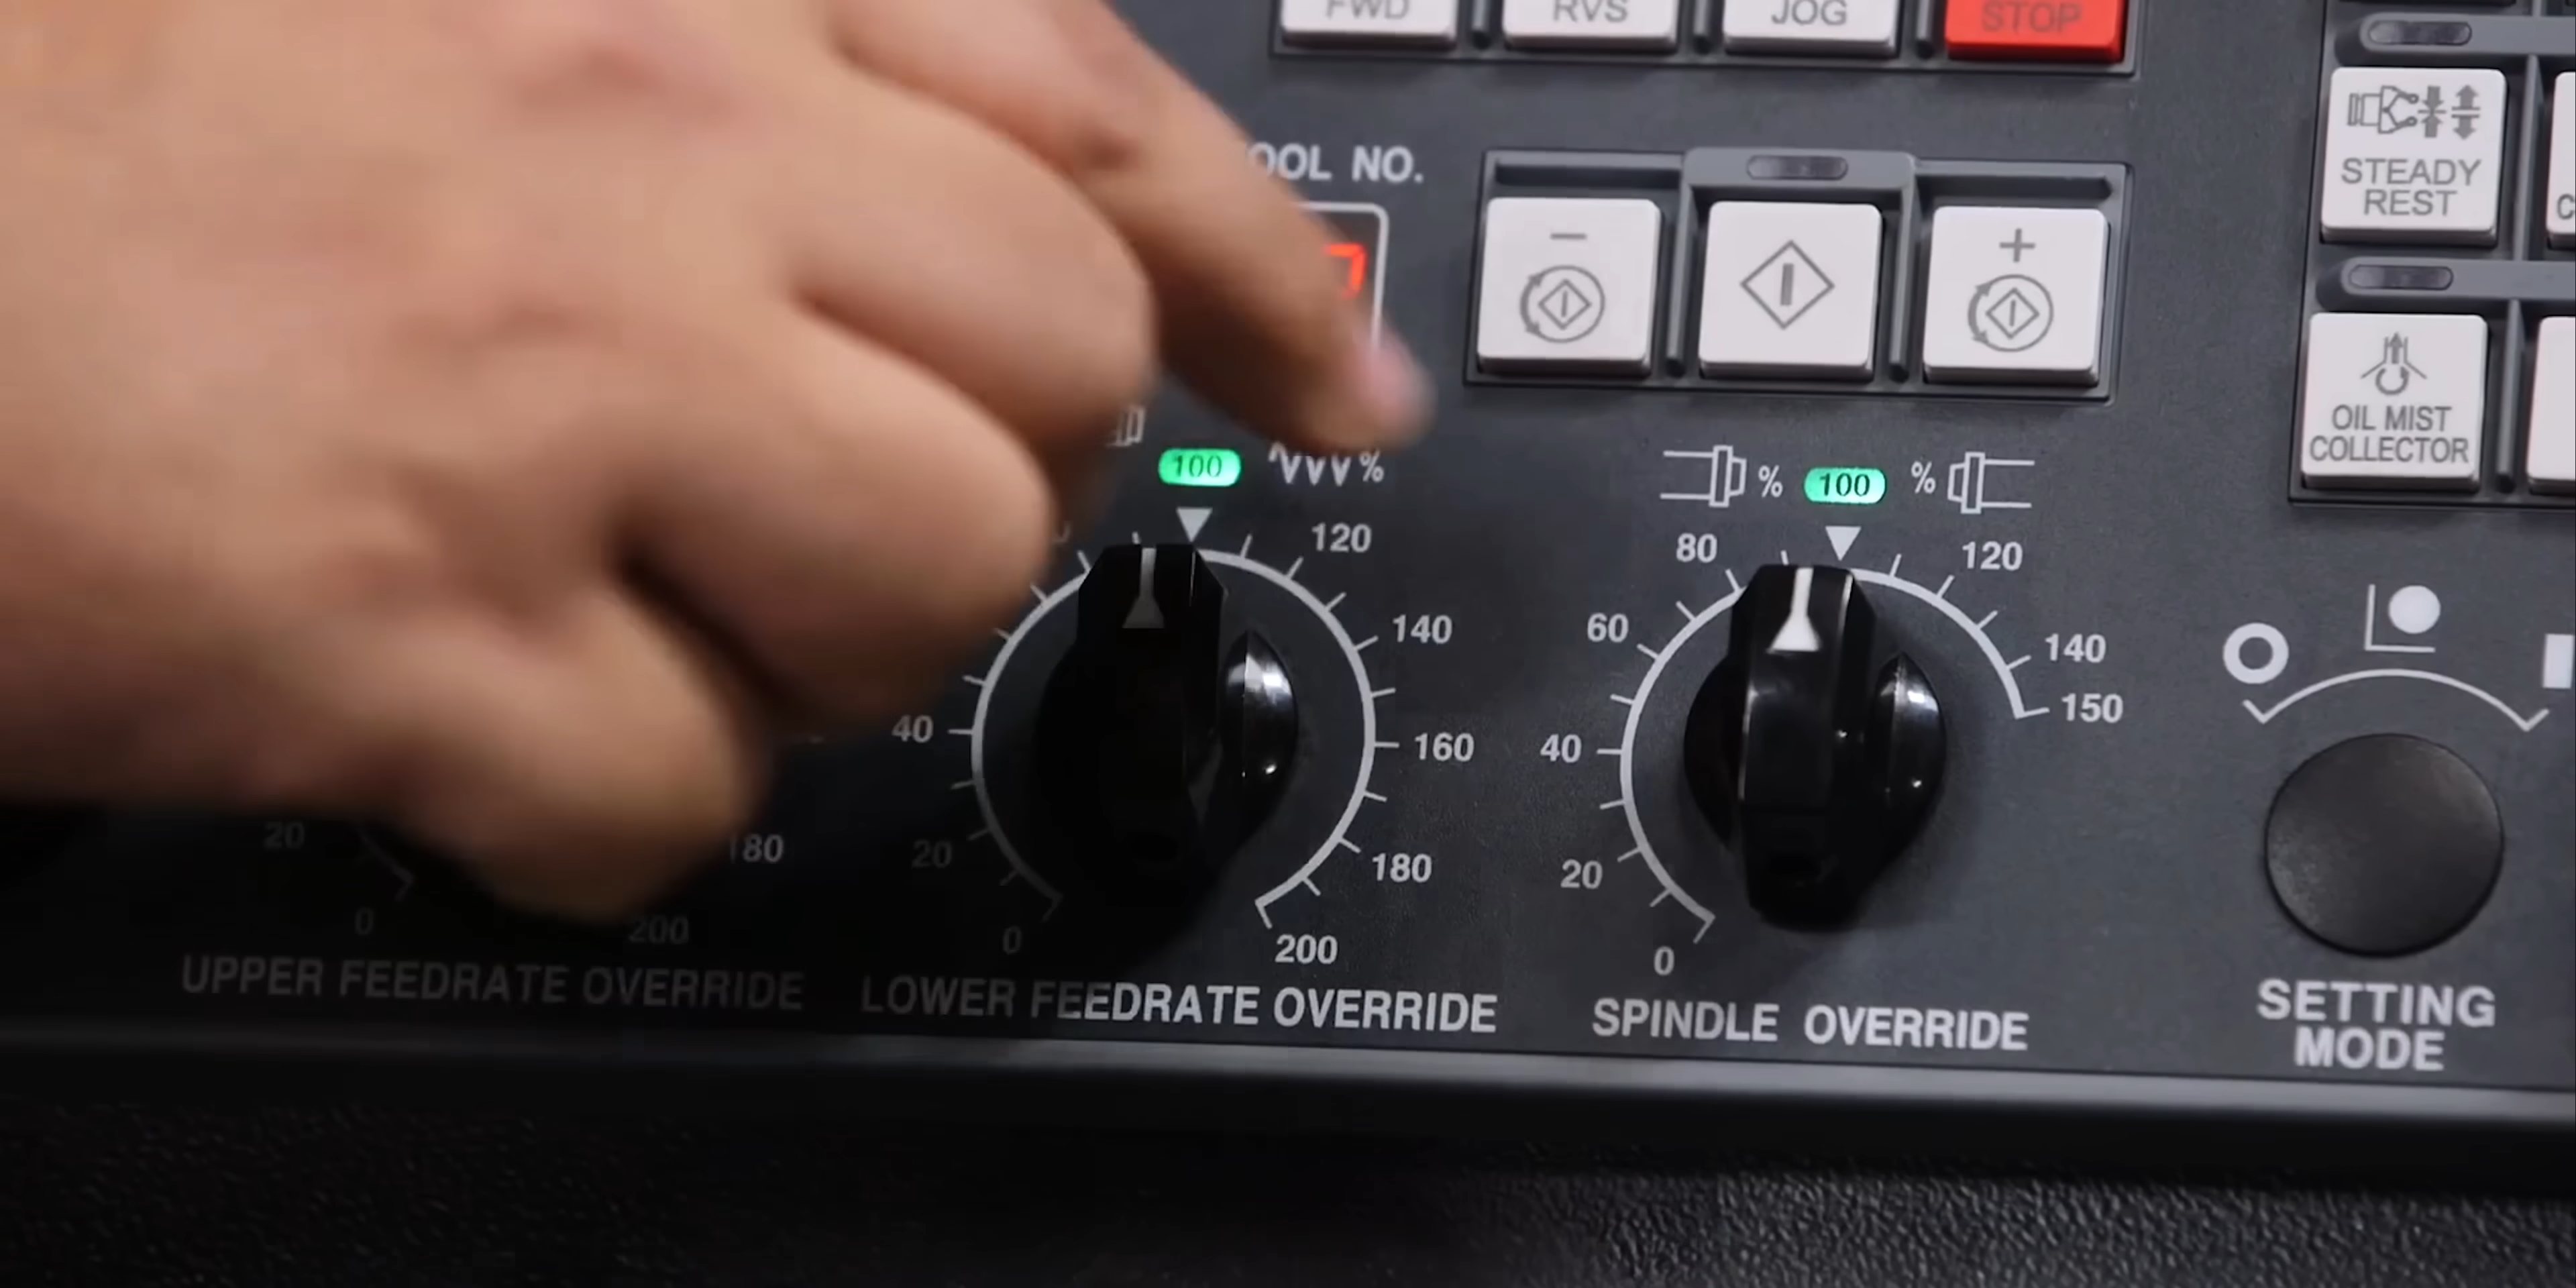 FWD
RVS
JOG
STOP
STEADY
REST
OOL NO.
−
+
OIL MIST
COLLECTOR
100
%
% 100 %
120
140
160
180
200
40
20
0
80
120
60
140
150
40
20
0
20
0
180
200
UPPER FEEDRATE OVERRIDE
LOWER FEEDRATE OVERRIDE
SPINDLE OVERRIDE
SETTING
MODE